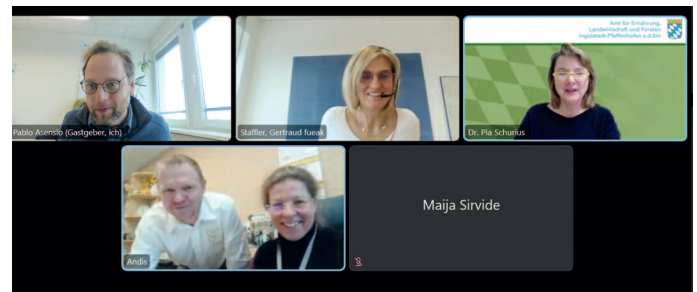 Amt für Ernährung,
Landwirtschaft und Forsten
Ingolstadt-Pfaffenhofen a.d.Ilm
Pablo Asensio (Gastgeber, ich)
Staffler, Gertraud fueak
Dr. Pia Schurius
Andis
Maija Sirvide